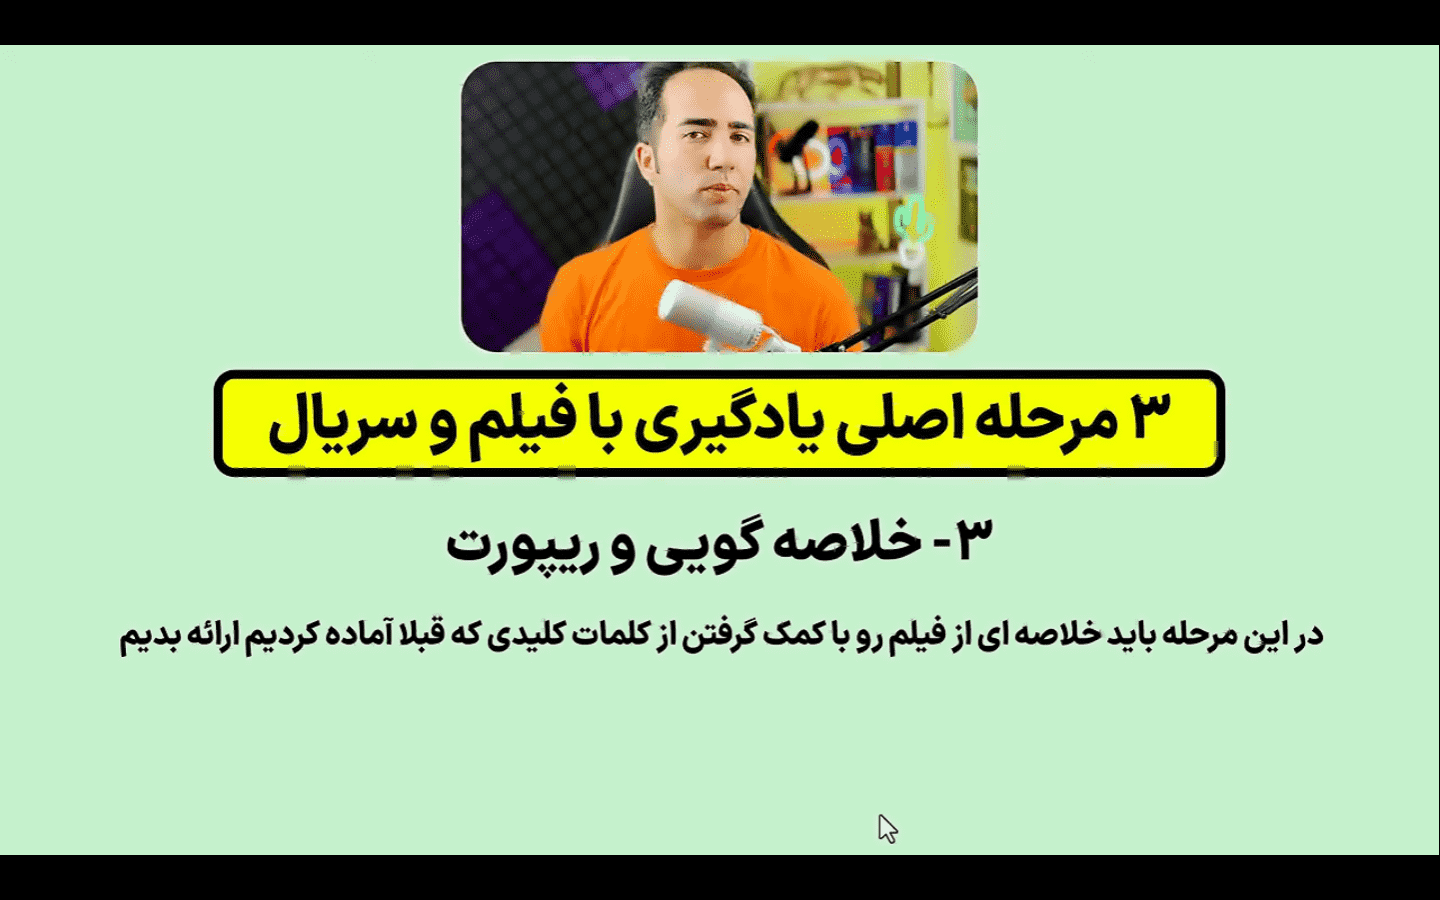 ۳ مرحله اصلی یادگیری با فیلم و سریال
۳- خلاصه گویی و ریپورت
در این مرحله باید خلاصه ای از فیلم رو با کمک گرفتن از کلمات کلیدی که قبلا آماده کردیم ارائه بدیم